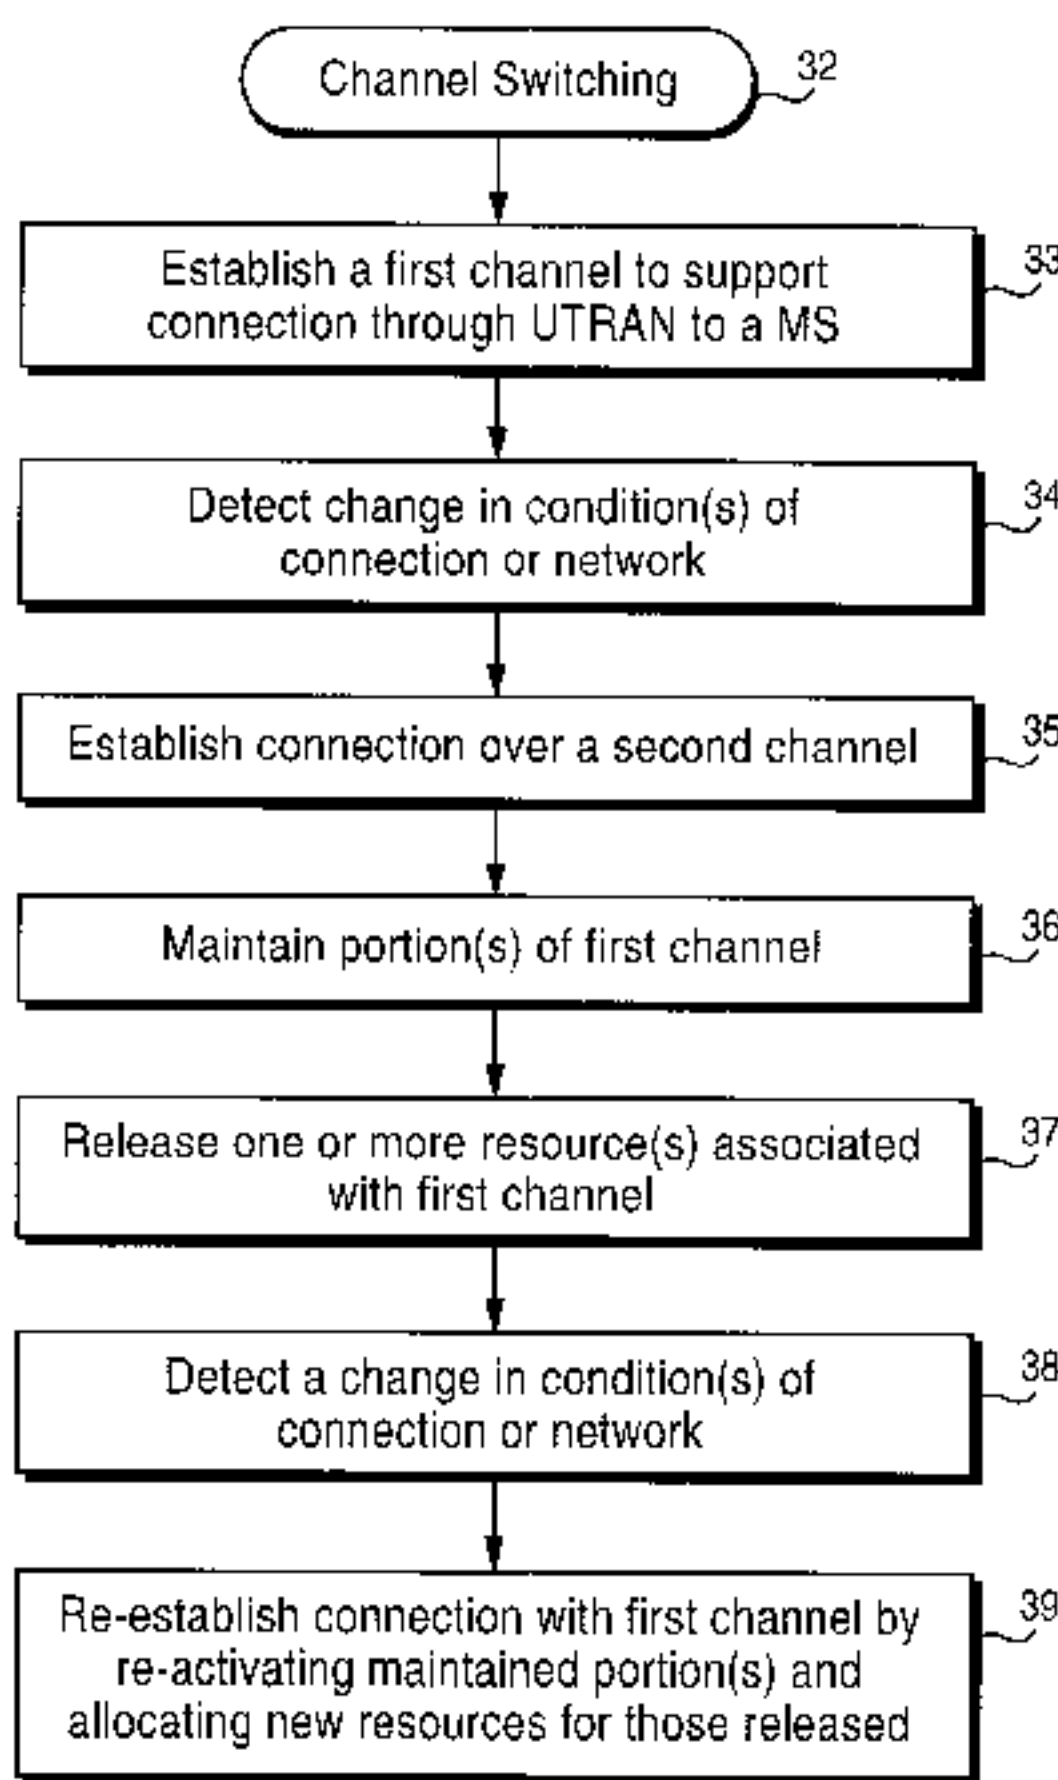 Channel Switching
32
Establish a first channel to support
connection through UTRAN to a MS
33
Detect change in condition(s) of
connection or network
34
Establish connection over a second channel
35
Maintain portion(s) of first channel
36
Release one or more resource(s) associated
with first channel
37
Detect a change in condition(s) of
connection or network
38
Re-establish connection with first channel by
re-activating maintained portion(s) and
allocating new resources for those released
39